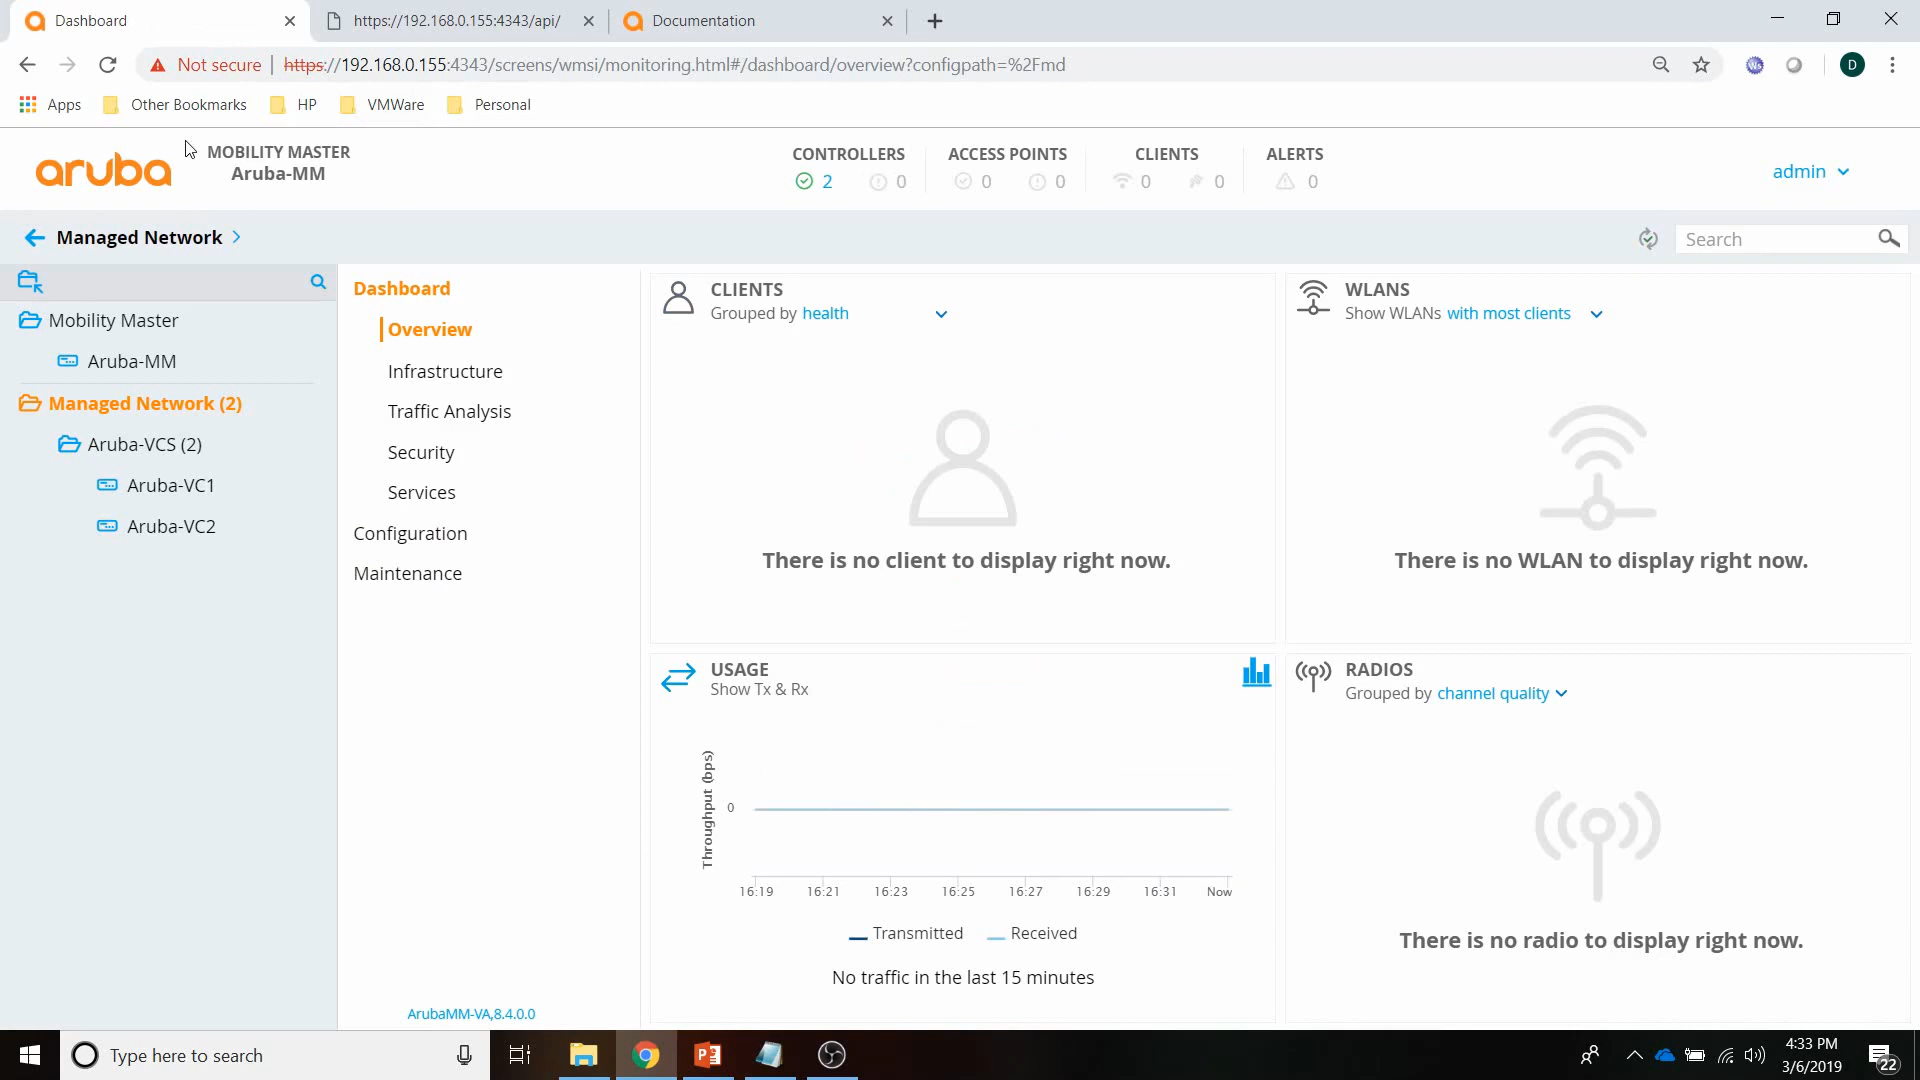 Dashboard
https://192.168.0.155:4343/api/
Documentation
Not secure
https://192.168.0.155:4343/screens/wmsi/monitoring.html#/dashboard/overview?configpath=%2Fmd
D
Apps
Other Bookmarks
HP
VMWare
Personal
aruba
MOBILITY MASTER
Aruba-MM
CONTROLLERS
2
0
ACCESS POINTS
0
0
CLIENTS
0
0
ALERTS
0
admin
Managed Network
Search
Mobility Master
Aruba-MM
Managed Network (2)
Aruba-VCS (2)
Aruba-VC1
Aruba-VC2
Dashboard
Overview
Infrastructure
Traffic Analysis
Security
Services
Configuration
Maintenance
ArubaMM-VA,8.4.0.0
CLIENTS
Grouped by health
There is no client to display right now.
WLANS
Show WLANs with most clients
There is no WLAN to display right now.
USAGE
Show Tx & Rx
Throughput (bps)
0
16:19 16:21 16:23 16:25 16:27 16:29 16:31 Now
Transmitted Received
No traffic in the last 15 minutes
RADIOS
Grouped by channel quality
There is no radio to display right now.
Type here to search
4:33 PM
3/6/2019
22